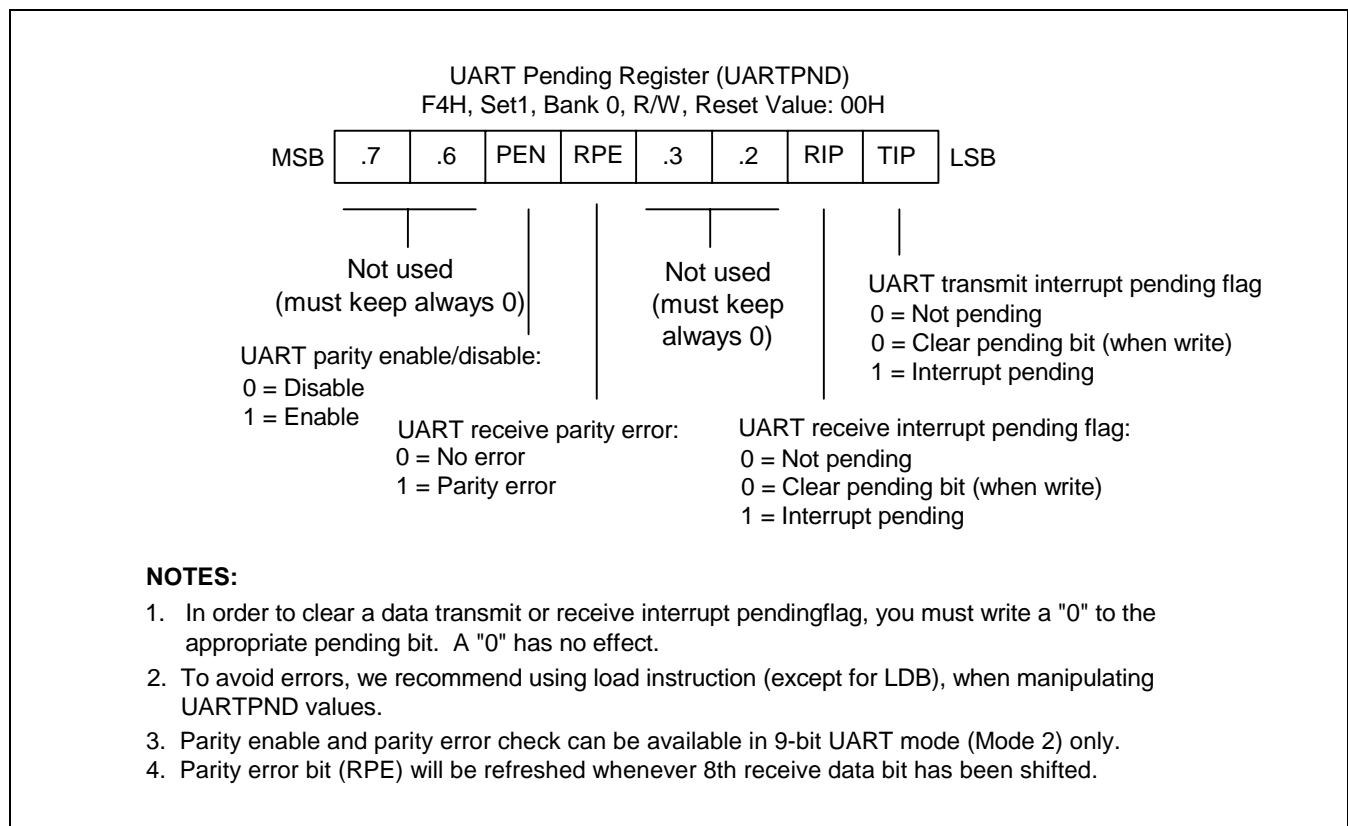 UART Pending Register (UARTPND)
F4H, Set1, Bank 0, R/W, Reset Value: 00H
MSB .7 .6 PEN RPE .3 .2 RIP TIP LSB
Not used
(must keep always 0)
Not used
(must keep
always 0)
UART transmit interrupt pending flag
0 = Not pending
0 = Clear pending bit (when write)
1 = Interrupt pending
UART parity enable/disable:
0 = Disable
1 = Enable
UART receive parity error:
0 = No error
1 = Parity error
UART receive interrupt pending flag:
0 = Not pending
0 = Clear pending bit (when write)
1 = Interrupt pending
NOTES:
1. In order to clear a data transmit or receive interrupt pendingflag, you must write a "0" to the
appropriate pending bit. A "0" has no effect.
2. To avoid errors, we recommend using load instruction (except for LDB), when manipulating
UARTPND values.
3. Parity enable and parity error check can be available in 9-bit UART mode (Mode 2) only.
4. Parity error bit (RPE) will be refreshed whenever 8th receive data bit has been shifted.